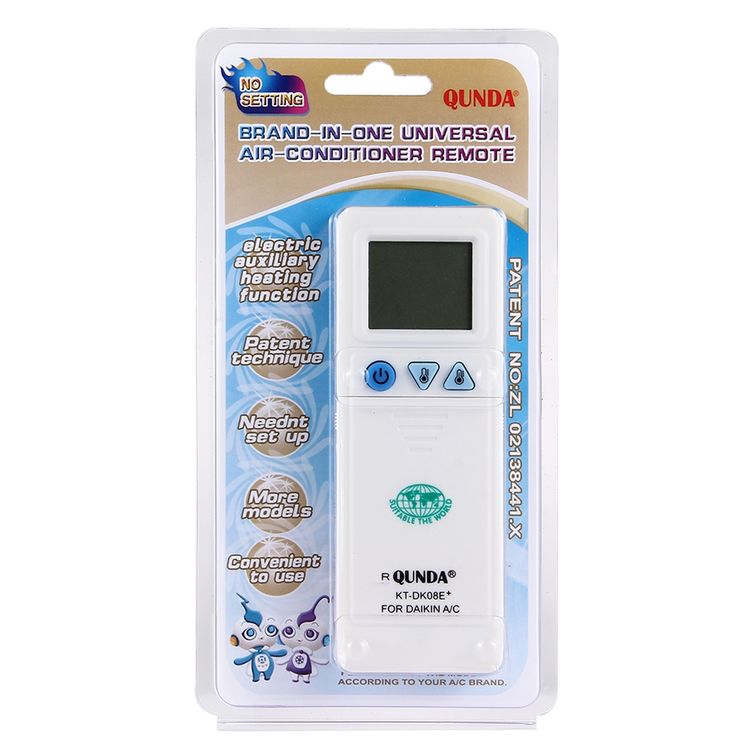 NO
SETTING
QUNDA®
BRAND-IN-ONE UNIVERSAL
AIR-CONDITIONER REMOTE
electric
auxiliary
heating
function
Patent
technique
Neednt
set up
More
models
Convenient
to use
PATENT NO:ZL 02138441.X
SUITABLE THE WORLD
R QUNDA®
KT-DK08E+
FOR DAIKIN A/C
ACCORDING TO YOUR A/C BRAND.